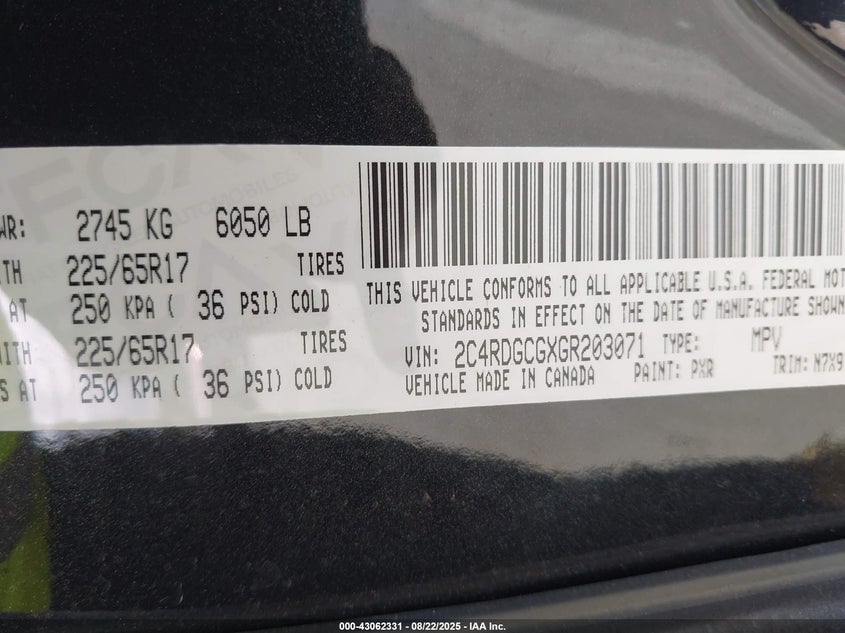 WR: 2745 KG 6050 LB
ITH 225/65R17 TIRES
AT 250 KPA ( 36 PSI) COLD
WITH 225/65R17 TIRES
S AT 250 KPA ( 36 PSI) COLD
THIS VEHICLE CONFORMS TO ALL APPLICABLE U.S.A. FEDERAL MOT
STANDARDS IN EFFECT ON THE DATE OF MANUFACTURE SHOWN
VIN: 2C4RDGCGXGR203071 TYPE: MPV
VEHICLE MADE IN CANADA PAINT: PXR TRIM: N7X9
000-43062331 - 08/22/2025 - IAA Inc.